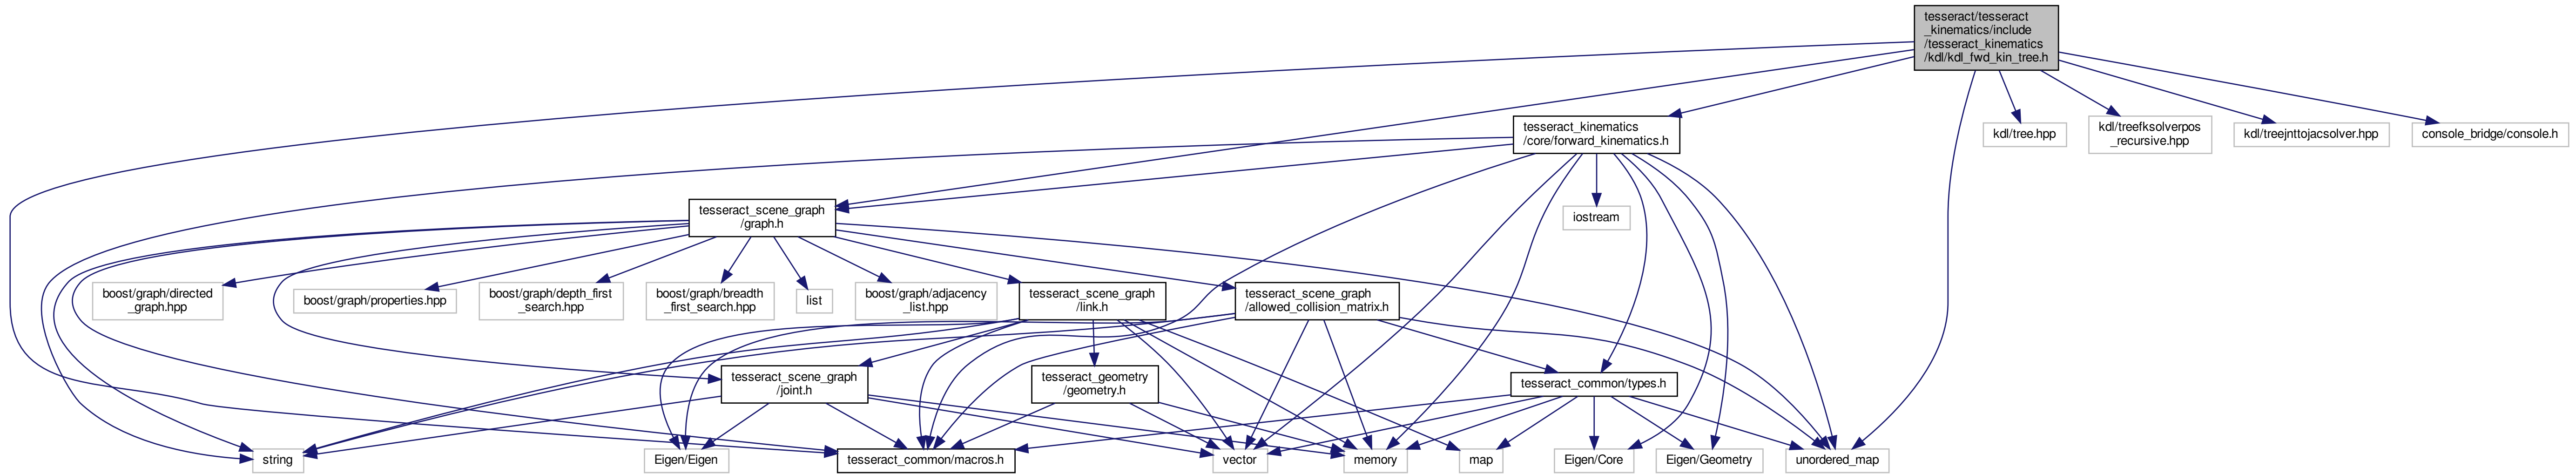 tesseract/tesseract
_kinematics/include
/tesseract_kinematics
/kdl/kdl_fwd_kin_tree.h
tesseract_kinematics
/core/forward_kinematics.h
kdl/tree.hpp
kdl/treefksolverpos
_recursive.hpp
kdl/treejnttojacsolver.hpp
console_bridge/console.h
tesseract_scene_graph
/graph.h
iostream
boost/graph/directed
_graph.hpp
boost/graph/properties.hpp
boost/graph/depth_first
_search.hpp
boost/graph/breadth
_first_search.hpp
list
boost/graph/adjacency
_list.hpp
tesseract_scene_graph
/link.h
tesseract_scene_graph
/allowed_collision_matrix.h
tesseract_scene_graph
/joint.h
tesseract_geometry
/geometry.h
tesseract_common/types.h
string
Eigen/Eigen
tesseract_common/macros.h
vector
memory
map
Eigen/Core
Eigen/Geometry
unordered_map